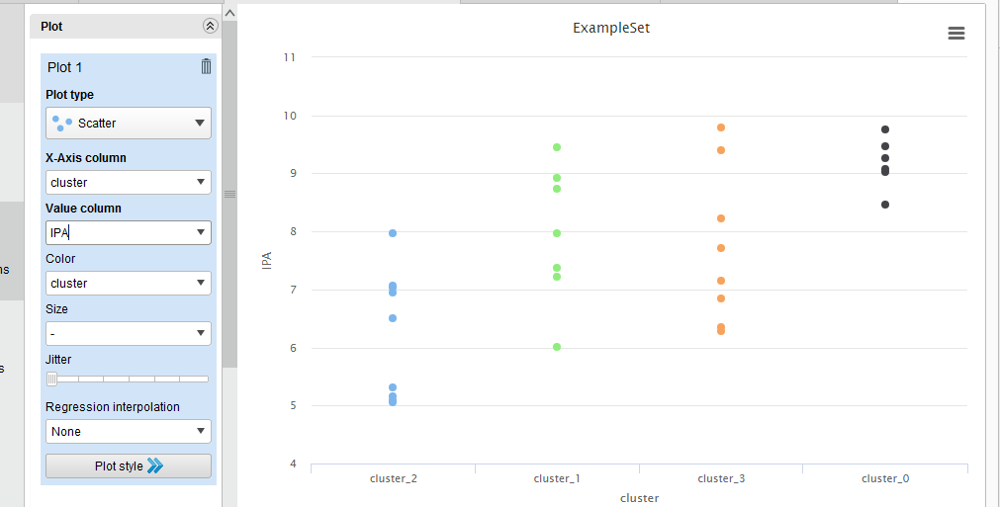 Plot
Plot 1
Plot type
Scatter
X-Axis column
cluster
Value column
IPA
Color
cluster
Size
-
Jitter
Regression interpolation
None
Plot style
ns
s
ExampleSet
11
10
9
8
7
6
5
4
IPA
cluster_2 cluster_1 cluster_3 cluster_0
cluster